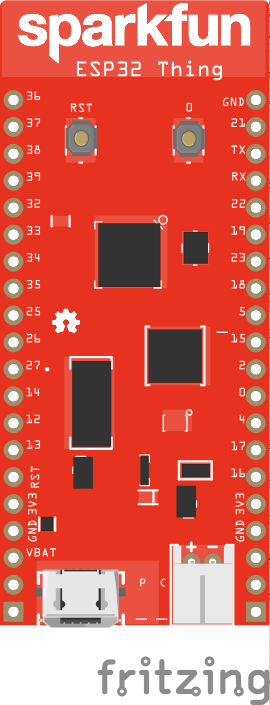 sparkfun
ESP32 Thing
RST
0
36
37
38
39
32
33
34
35
25
26
27
14
12
13
RST
3V3
GND
VBAT
GND
21
TX
RX
22
19
23
18
5
15
2
0
4
17
16
3V3
GND
+ -
P C
fritzing